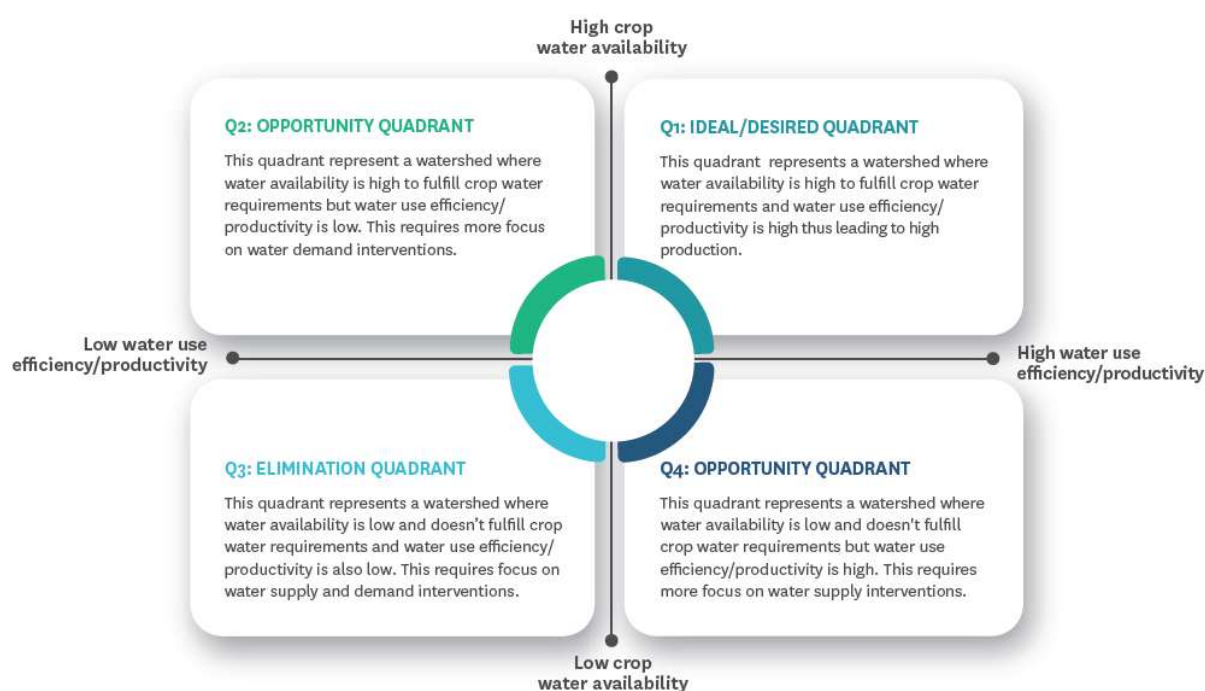 High crop
water availability
Q2: OPPORTUNITY QUADRANT
This quadrant represent a watershed where
water availability is high to fulfill crop water
requirements but water use efficiency/
productivity is low. This requires more focus
on water demand interventions.
Q1: IDEAL/DESIRED QUADRANT
This quadrant represents a watershed where
water availability is high to fulfill crop water
requirements and water use efficiency/
productivity is high thus leading to high
production.
Low water use
efficiency/productivity
High water use
efficiency/productivity
Q3: ELIMINATION QUADRANT
This quadrant represents a watershed where
water availability is low and doesn’t fulfill crop
water requirements and water use efficiency/
productivity is also low. This requires focus on
water supply and demand interventions.
Q4: OPPORTUNITY QUADRANT
This quadrant represents a watershed where
water availability is low and doesn't fulfill
crop water requirements but water use
efficiency/productivity is high. This requires
more focus on water supply interventions.
Low crop
water availability